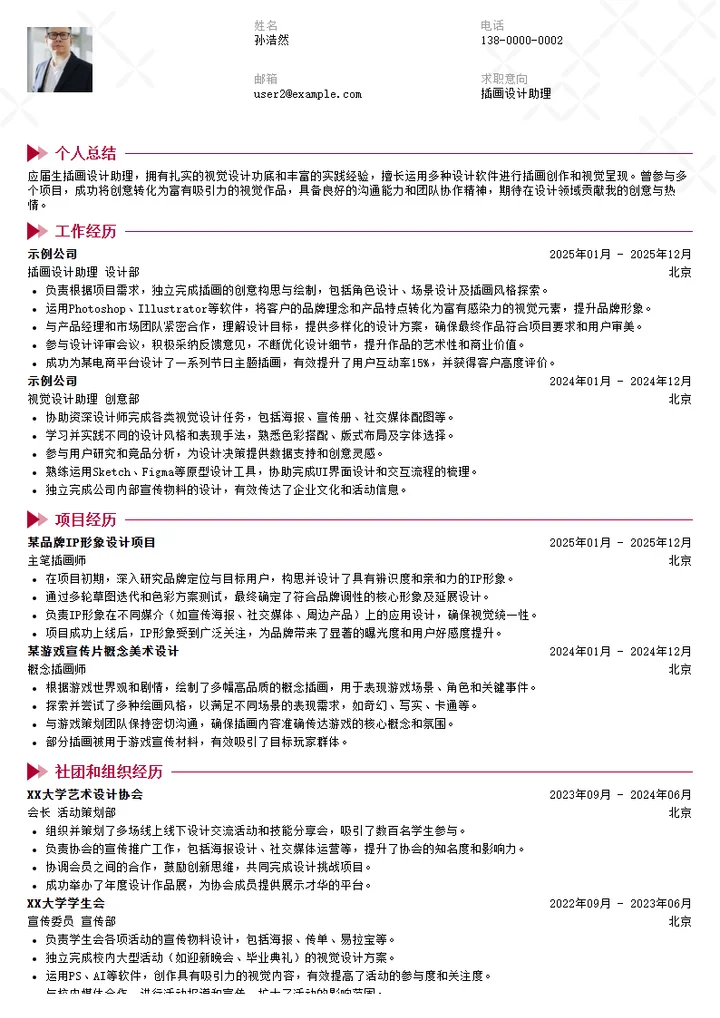 姓名
孙浩然
电话
138-0000-0002
邮箱
user2@example.com
求职意向
插画设计助理
个人总结
应届生插画设计助理，拥有扎实的视觉设计功底和丰富的实践经验，擅长运用多种设计软件进行插画创作和视觉呈现。曾参与多
个项目，成功将创意转化为富有吸引力的视觉作品，具备良好的沟通能力和团队协作精神，期待在设计领域贡献我的创意与热
情。
工作经历
示例公司 2025年01月 - 2025年12月
插画设计助理 设计部 北京
• 负责根据项目需求，独立完成插画的创意构思与绘制，包括角色设计、场景设计及插画风格探索。
• 运用Photoshop、Illustrator等软件，将客户的品牌理念和产品特点转化为富有感染力的视觉元素，提升品牌形象。
• 与产品经理和市场团队紧密合作，理解设计目标，提供多样化的设计方案，确保最终作品符合项目要求和用户审美。
• 参与设计评审会议，积极采纳反馈意见，不断优化设计细节，提升作品的艺术性和商业价值。
• 成功为某电商平台设计了一系列节日主题插画，有效提升了用户互动率15%，并获得客户高度评价。
示例公司 2024年01月 - 2024年12月
视觉设计助理 创意部 北京
• 协助资深设计师完成各类视觉设计任务，包括海报、宣传册、社交媒体配图等。
• 学习并实践不同的设计风格和表现手法，熟悉色彩搭配、版式布局及字体选择。
• 参与用户研究和竞品分析，为设计决策提供数据支持和创意灵感。
• 熟练运用Sketch、Figma等原型设计工具，协助完成UI界面设计和交互流程的梳理。
• 独立完成公司内部宣传物料的设计，有效传达了企业文化和活动信息。
项目经历
某品牌IP形象设计项目 2025年01月 - 2025年12月
主笔插画师 北京
• 在项目初期，深入研究品牌定位与目标用户，构思并设计了具有辨识度和亲和力的IP形象。
• 通过多轮草图迭代和色彩方案测试，最终确定了符合品牌调性的核心形象及延展设计。
• 负责IP形象在不同媒介（如宣传海报、社交媒体、周边产品）上的应用设计，确保视觉统一性。
• 项目成功上线后，IP形象受到广泛关注，为品牌带来了显著的曝光度和用户好感度提升。
某游戏宣传片概念美术设计 2024年01月 - 2024年12月
概念插画师 北京
• 根据游戏世界观和剧情，绘制了多幅高品质的概念插画，用于表现游戏场景、角色和关键事件。
• 探索并尝试了多种绘画风格，以满足不同场景的表现需求，如奇幻、写实、卡通等。
• 与游戏策划团队保持密切沟通，确保插画内容准确传达游戏的核心概念和氛围。
• 部分插画被用于游戏宣传材料，有效吸引了目标玩家群体。
社团和组织经历
XX大学艺术设计协会 2023年09月 - 2024年06月
会长 活动策划部 北京
• 组织并策划了多场线上线下设计交流活动和技能分享会，吸引了数百名学生参与。
• 负责协会的宣传推广工作，包括海报设计、社交媒体运营等，提升了协会的知名度和影响力。
• 协调会员之间的合作，鼓励创新思维，共同完成设计挑战项目。
• 成功举办了年度设计作品展，为协会成员提供展示才华的平台。
XX大学学生会 2022年09月 - 2023年06月
宣传委员 宣传部 北京
• 负责学生会各项活动的宣传物料设计，包括海报、传单、易拉宝等。
• 独立完成校内大型活动（如迎新晚会、毕业典礼）的视觉设计方案。
• 运用PS、AI等软件，创作具有吸引力的视觉内容，有效提高了活动的参与度和关注度。
• 与校内媒体合作，进行活动报道和宣传，扩大了活动的影响范围。